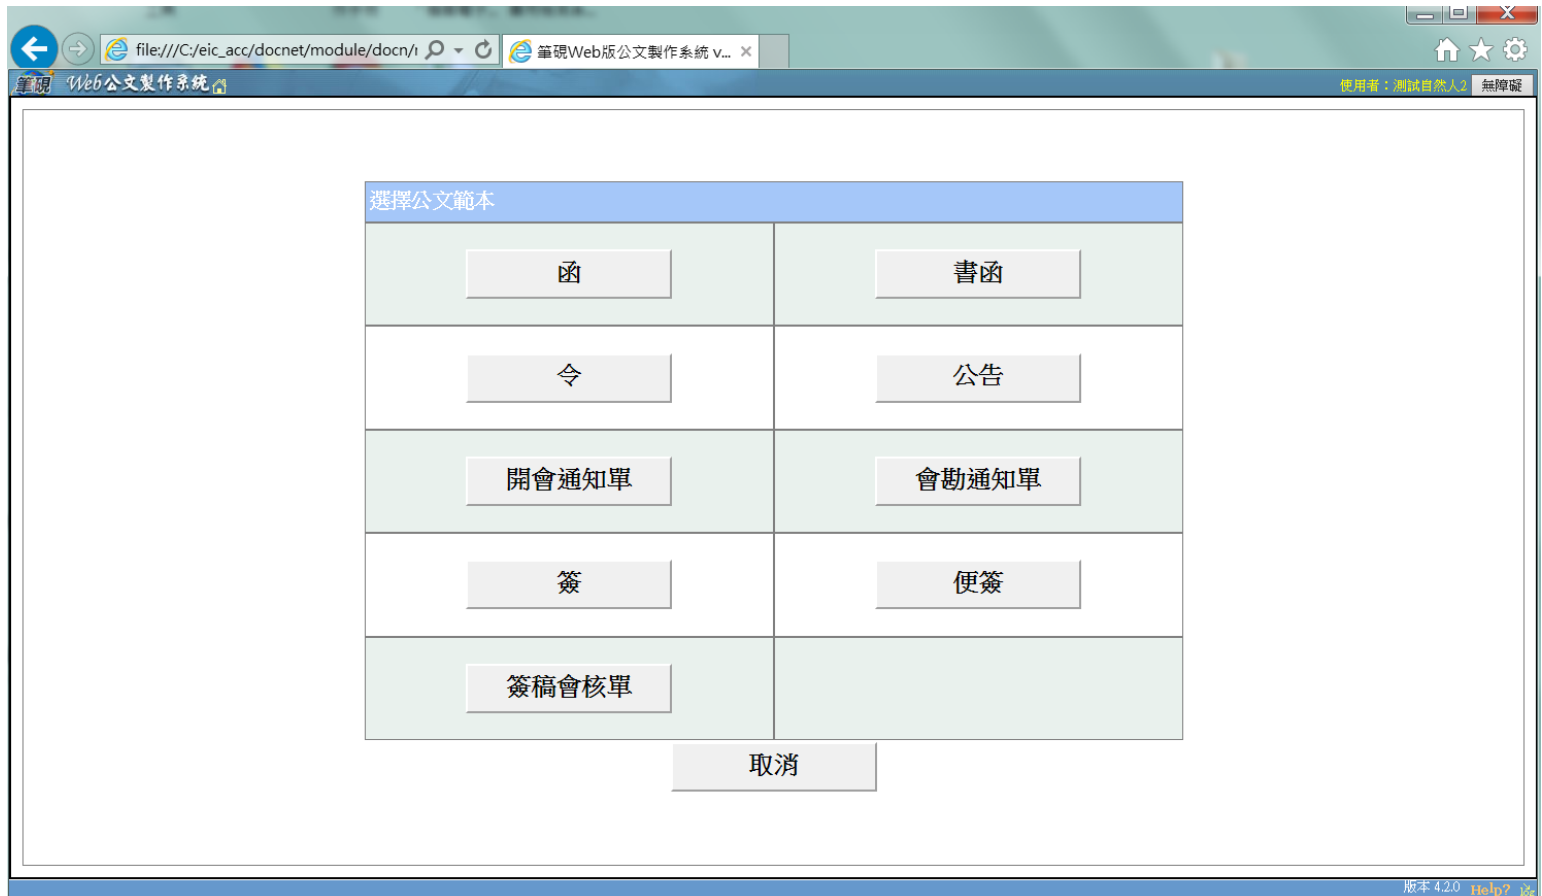 file:///C:/eic_acc/docnet/module/docn/
筆硯Web版公文製作系統 v...
筆硯 Web公文製作系統
使用者：測試自然人2 無障礙
選擇公文範本
函 書函
令 公告
開會通知單 會勘通知單
簽 便簽
簽稿會核單
取消
版本 4.2.0 Help?